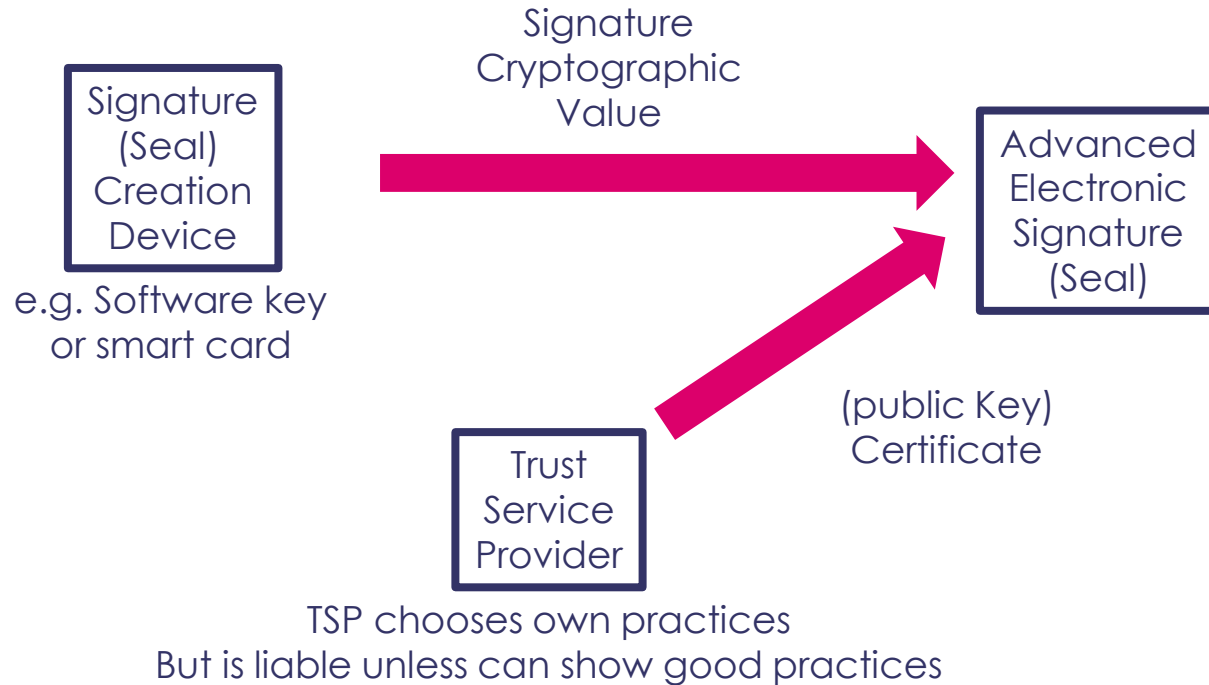 Signature
Cryptographic
Value
Signature
(Seal)
Creation
Device
e.g. Software key
or smart card
Advanced
Electronic
Signature
(Seal)
(public Key)
Certificate
Trust
Service
Provider
TSP chooses own practices
But is liable unless can show good practices